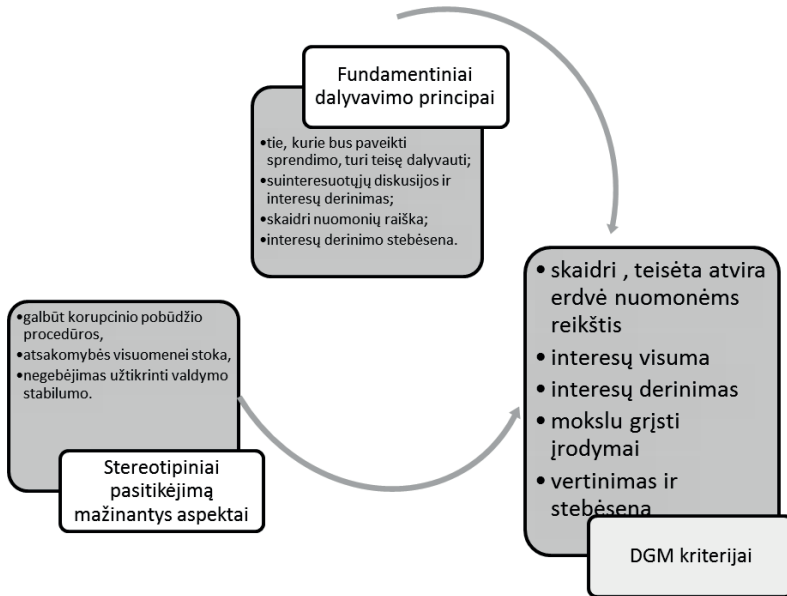 Fundamentiniai
dalyvavimo principai
•tie, kurie bus paveikti
sprendimo, turi teisę dalyvauti;
•suinteresuotųjų diskusijos ir
interesų derinimas;
•skaidri nuomonių raiška;
•interesų derinimo stebėsena.
•galbūt korupcinio pobūdžio
procedūros,
•atsakomybės visuomenei stoka,
•negebėjimas užtikrinti valdymo
stabilumo.
Stereotipiniai
pasitikėjimą
mažinantys aspektai
• skaidri , teisėta atvira
erdvė nuomonėms
reikštis
• interesų visuma
• interesų derinimas
• mokslu grįsti
įrodymai
• vertinimas ir
stebėsena
DGM kriterijai